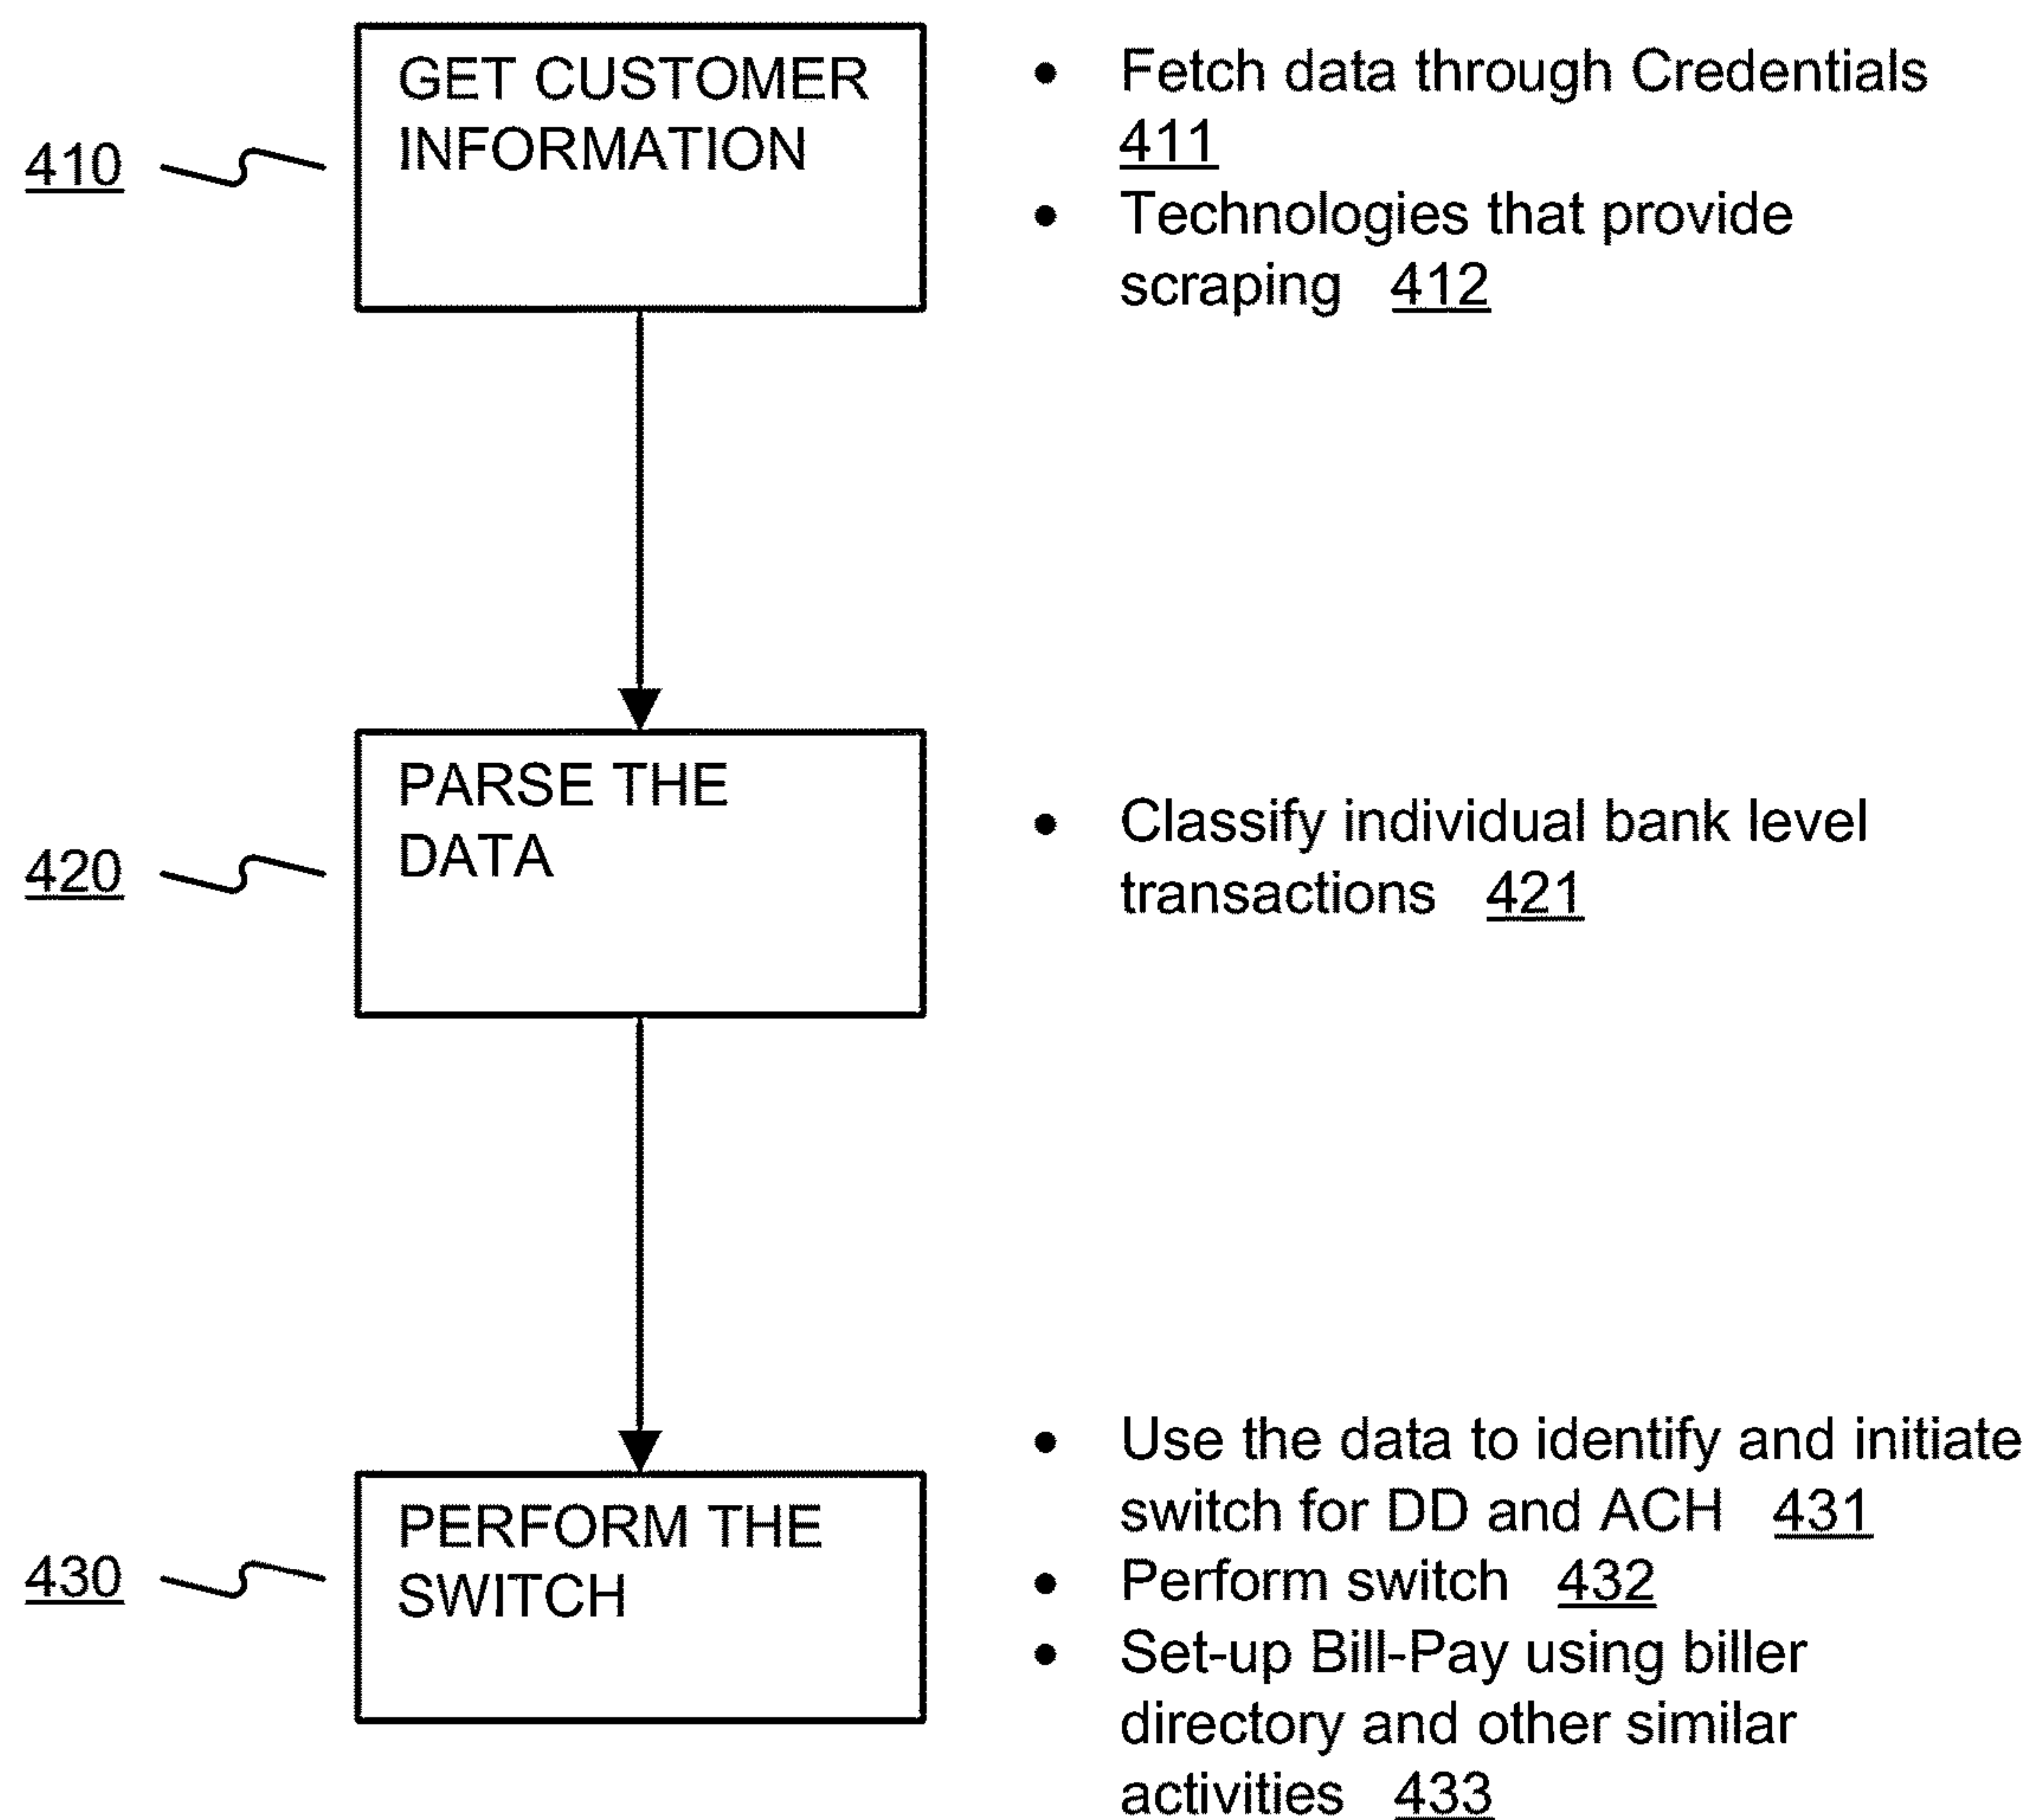 GET CUSTOMER
INFORMATION
410
• Fetch data through Credentials
411
• Technologies that provide
scraping 412
PARSE THE
DATA
420
• Classify individual bank level
transactions 421
PERFORM THE
SWITCH
430
• Use the data to identify and initiate
switch for DD and ACH 431
• Perform switch 432
• Set-up Bill-Pay using biller
directory and other similar
activities 433